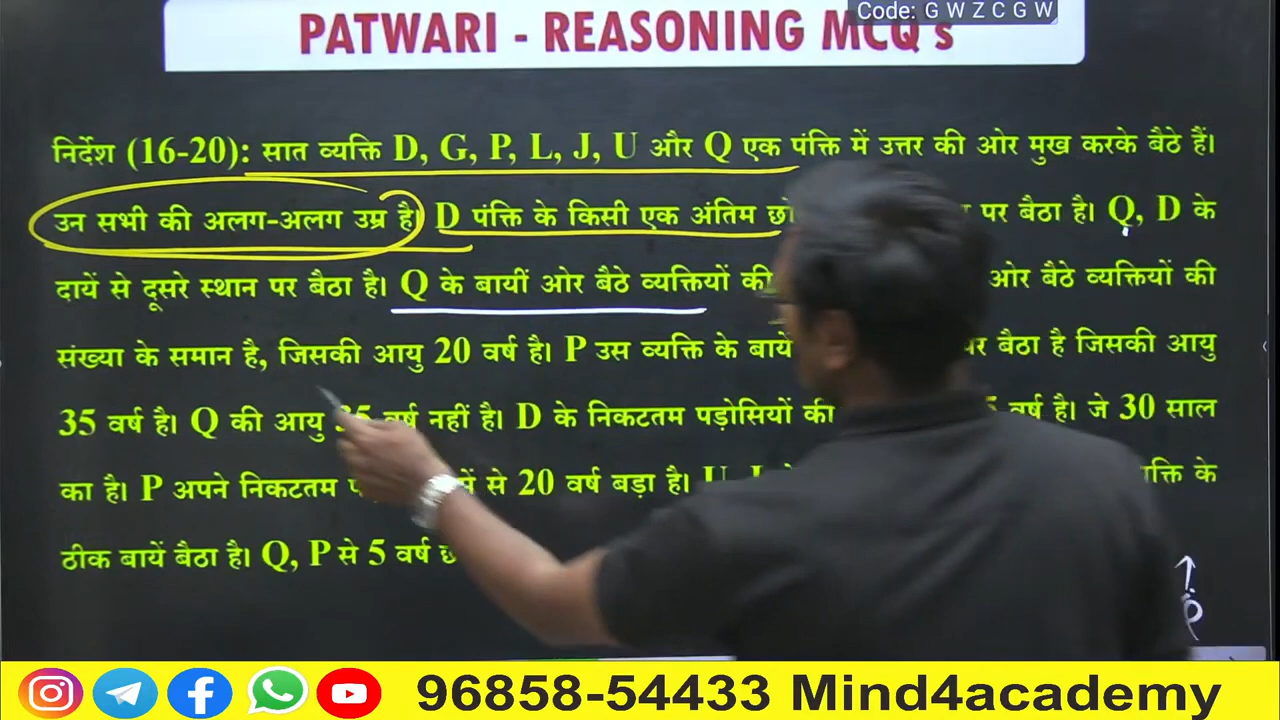 Code: G W Z C G W
PATWARI - REASONING MCQ's
निर्देश (16-20): सात व्यक्ति D, G, P, L, J, U और Q एक पंक्ति में उत्तर की ओर मुख करके बैठे हैं।
उन सभी की अलग-अलग उम्र है। D पंक्ति के किसी एक अंतिम पर बैठा है। Q, D के
दायें से दूसरे स्थान पर बैठा है। Q के बायीं ओर बैठे व्यक्तियों की ओर बैठे व्यक्तियों की
संख्या के समान है, जिसकी आयु 20 वर्ष है। P उस व्यक्ति के बायें पर बैठा है जिसकी आयु
35 वर्ष है। Q की आयु 35 वर्ष नहीं है। D के निकटतम पड़ोसियों की वर्ष है। जे 30 साल
का है। P अपने निकटतम से 20 वर्ष बड़ा है। के
ठीक बायें बैठा है। Q, P से 5 वर्ष
96858-54433 Mind4academy